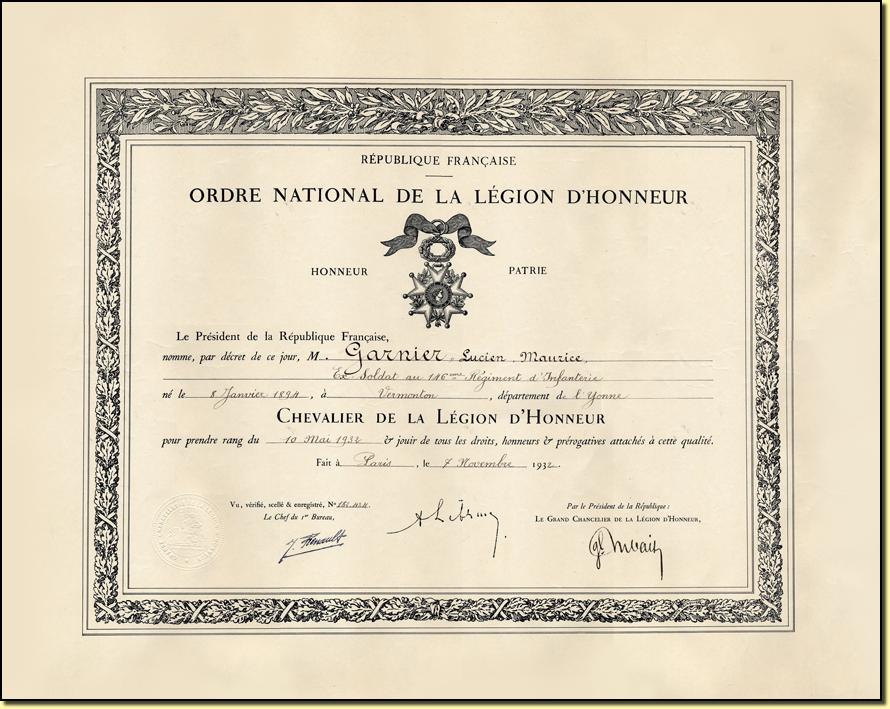 RÉPUBLIQUE FRANÇAISE
ORDRE NATIONAL DE LA LÉGION D'HONNEUR
HONNEUR PATRIE
Le Président de la République Française,
nomme, par décret de ce jour, M. Garnier, Lucien, Maurice,
Ex-Soldat au 146ème Régiment d'Infanterie
né le 8 Janvier 1894, à Vermonton, département de l'Yonne
CHEVALIER DE LA LÉGION D'HONNEUR
pour prendre rang du 10 Mai 1932 & jouir de tous les droits, honneurs & prérogatives attachés à cette qualité.
Fait à Paris, le 7 Novembre 1932.
Vu, vérifié, scellé & enregistré, N°
Le Chef du 1er Bureau,
Par le Président de la République :
LE GRAND CHANCELIER DE LA LÉGION D'HONNEUR,